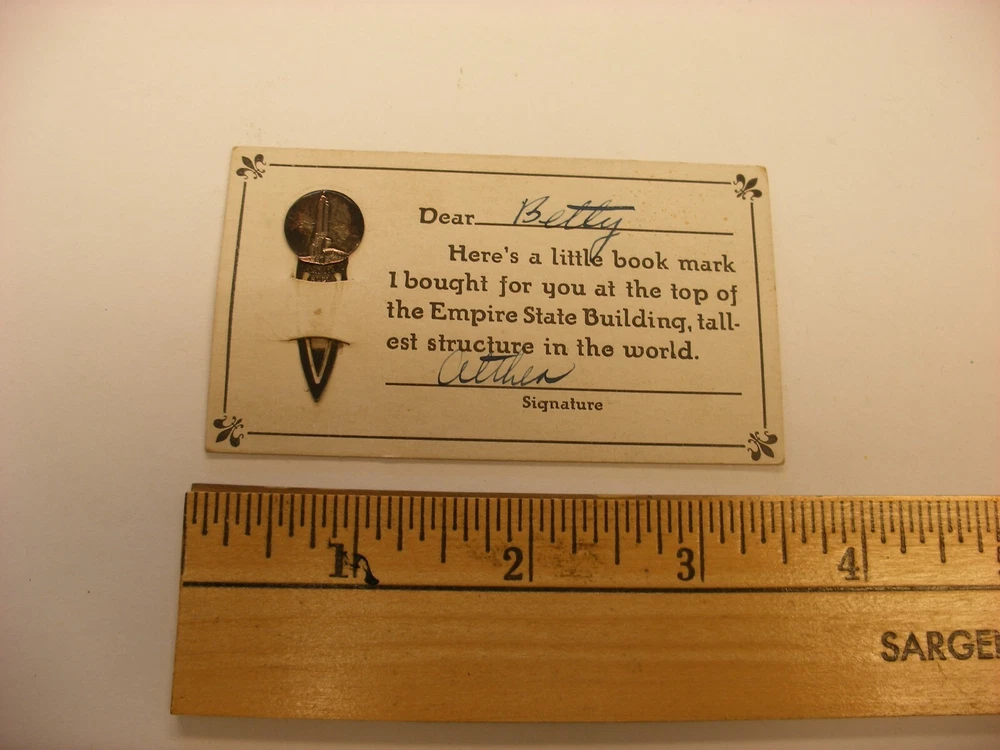 Dear Betty
Here's a little book mark
I bought for you at the top of
the Empire State Building, tall-
est structure in the world.
Althea
Signature
1 2 3 4
SARGE